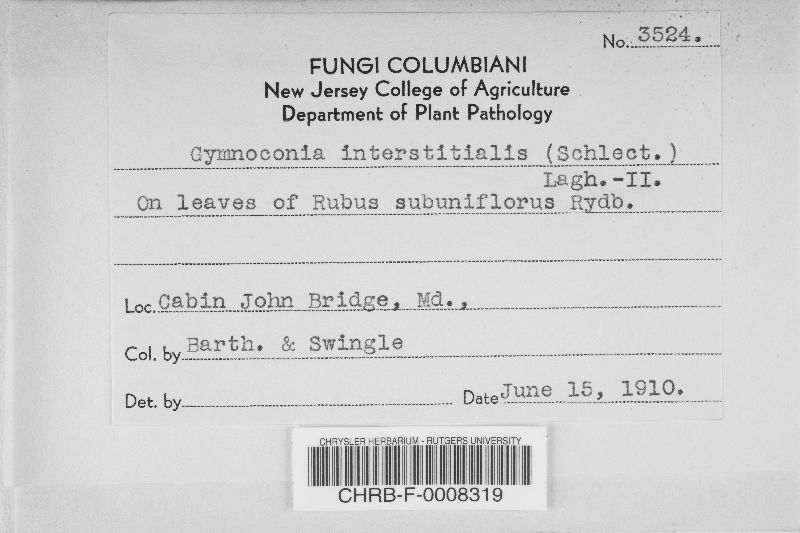 No. 3524.
FUNGI COLUMBIANI
New Jersey College of Agriculture
Department of Plant Pathology
Gymnoconia interstitialis (Schlect.)
Lagh.-II.
On leaves of Rubus subuniflorus Rydb.
Loc. Cabin John Bridge, Md.,
Col. by Barth. & Swingle
Det. by Date June 15, 1910.
CHRYSLER HERBARIUM - RUTGERS UNIVERSITY
CHRB-F-0008319